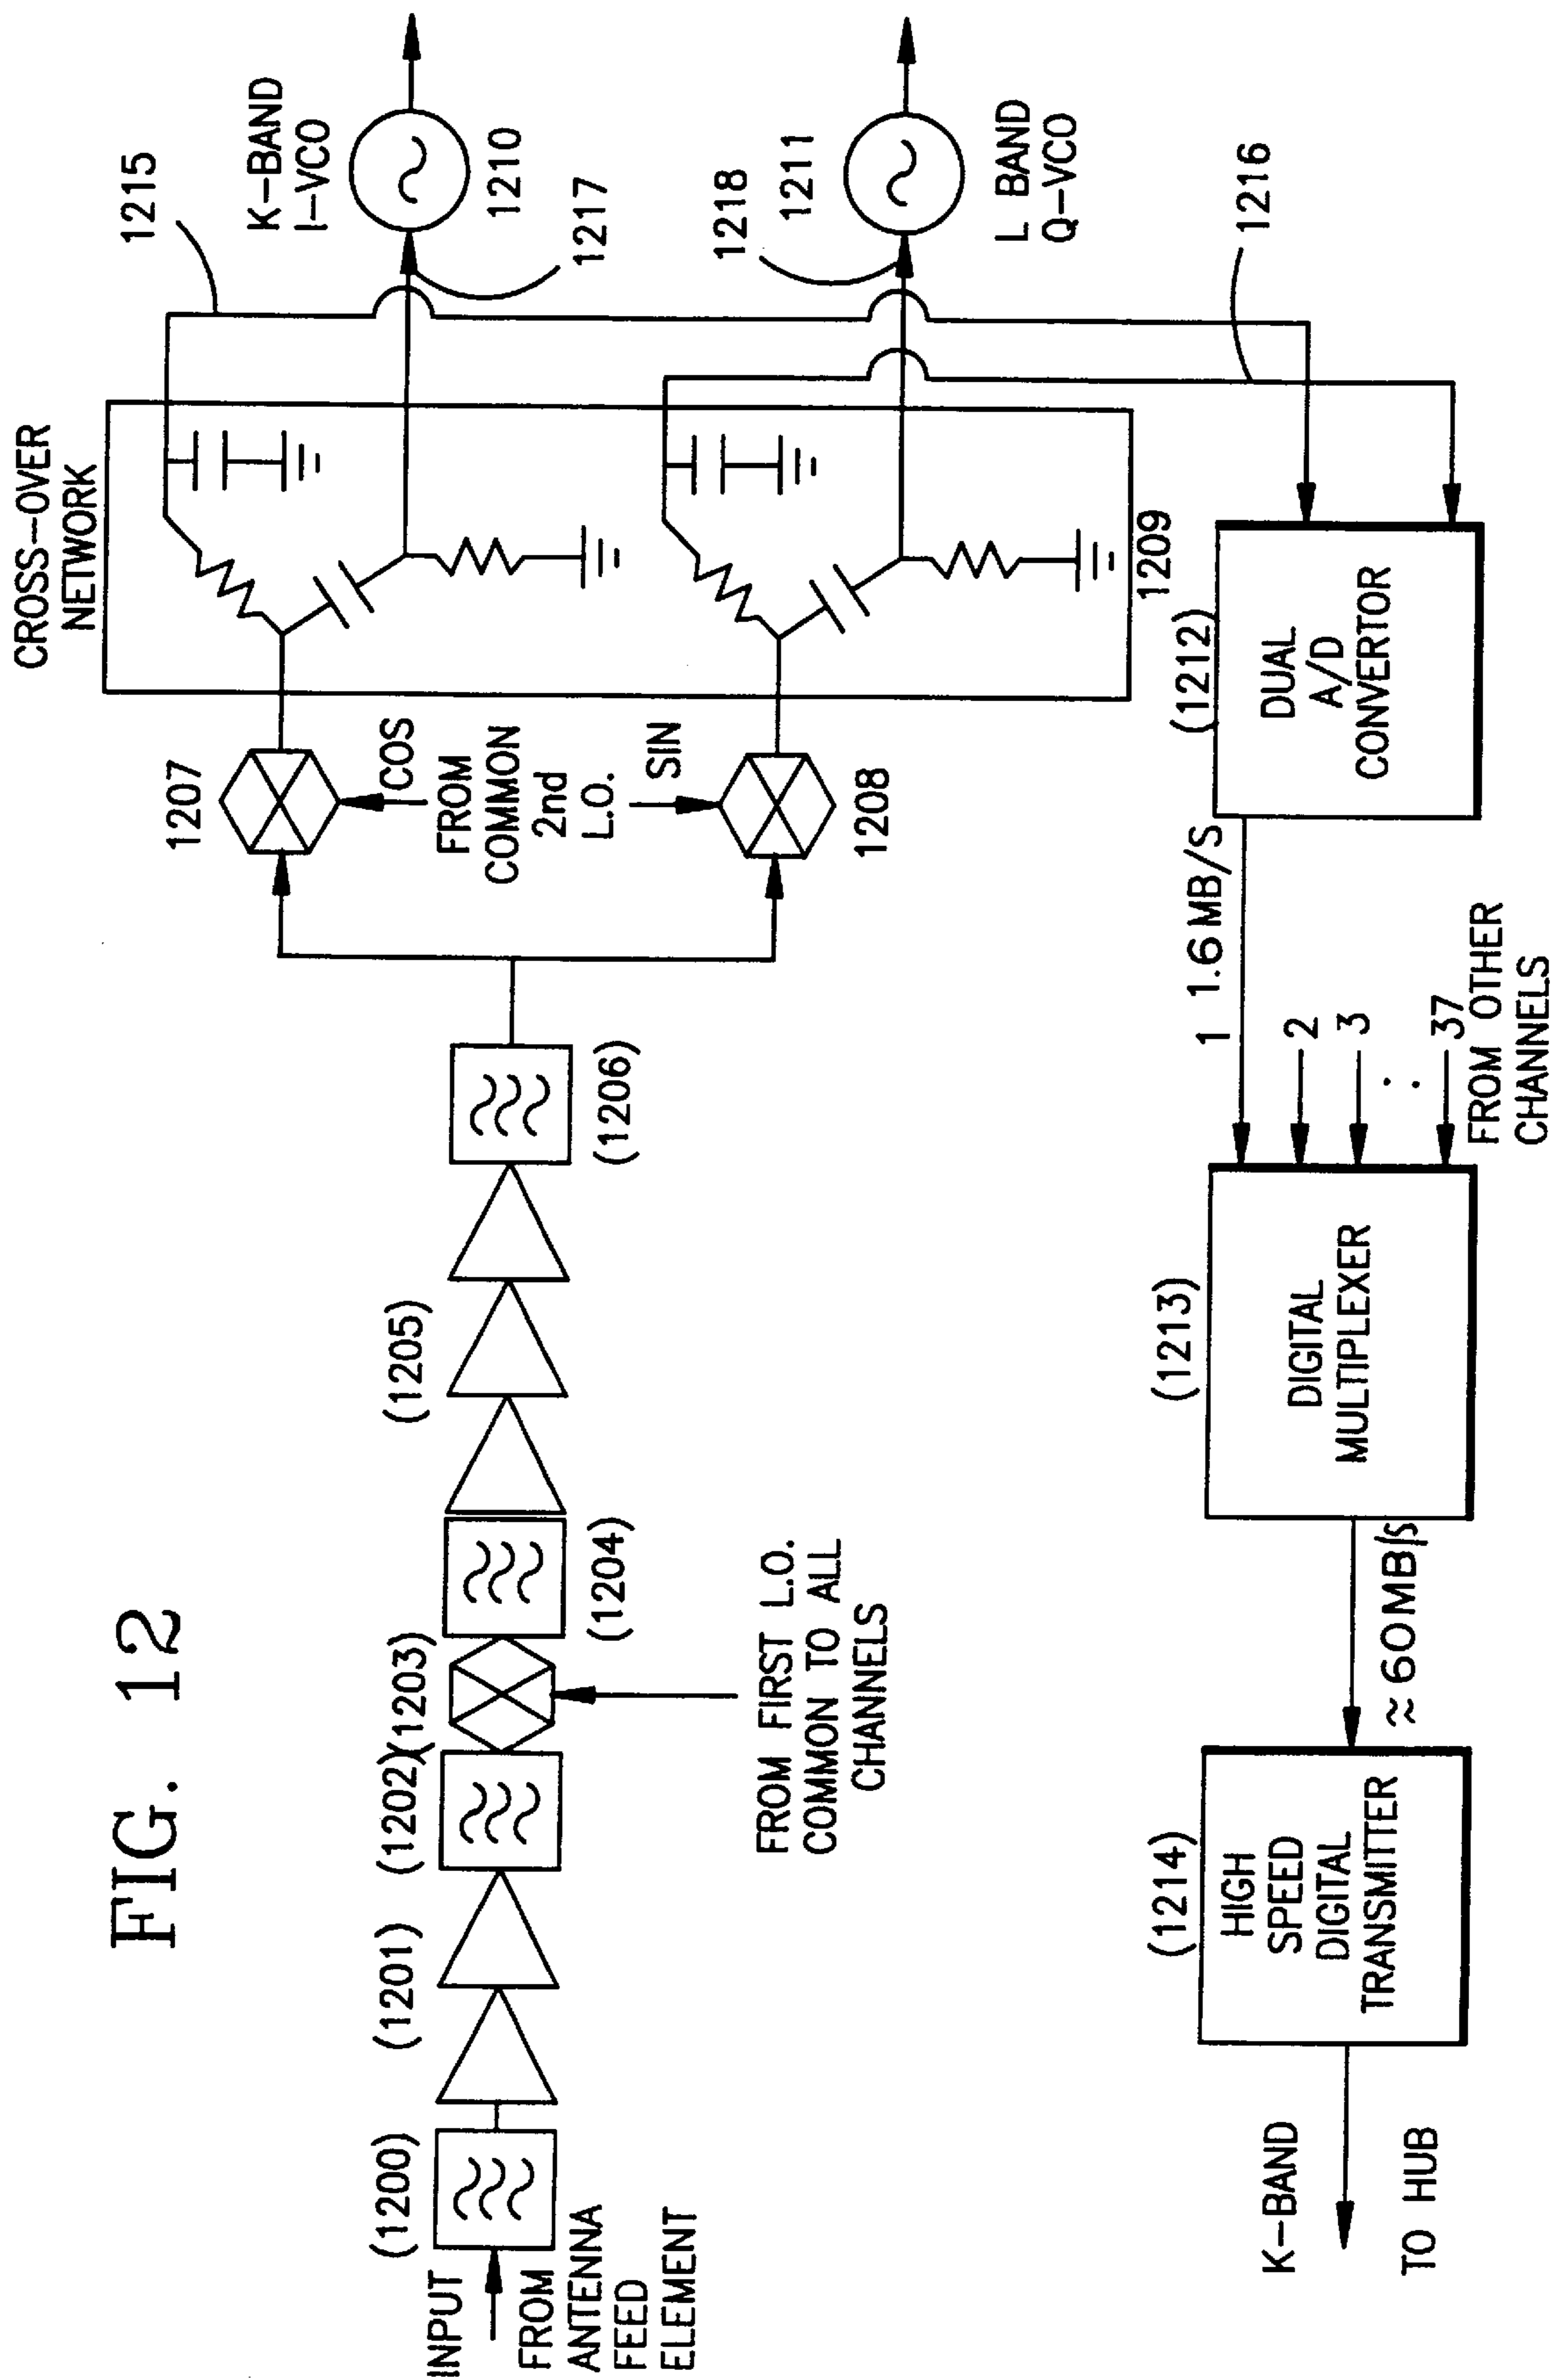 FIG. 12
INPUT
FROM
ANTENNA
FEED
ELEMENT
(1200)
(1201)
(1202)
(1203)
(1204)
FROM FIRST L.O.
COMMON TO ALL
CHANNELS
(1205)
(1206)
1207
COS
FROM
COMMON
2nd
L.O.
SIN
1208
CROSS-OVER
NETWORK
1209
1215
K-BAND
I-VCO
1210
1217
1218
1211
L BAND
Q-VCO
1216
(1212)
DUAL
A/D
CONVERTOR
1 1.6 MB/S
2
3
:
37
FROM OTHER
CHANNELS
(1213)
DIGITAL
MULTIPLEXER
≈ 60MB/S
(1214)
HIGH
SPEED
DIGITAL
TRANSMITTER
K-BAND
TO HUB